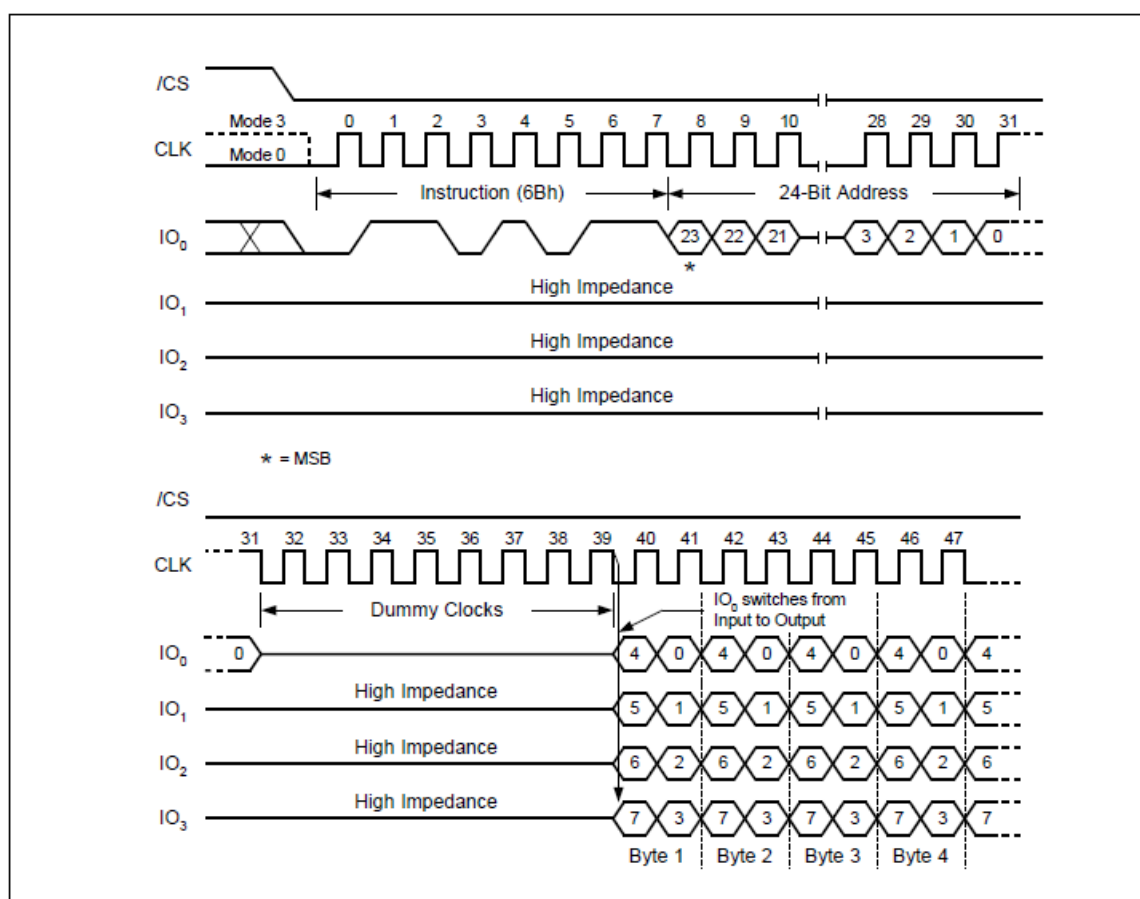 /CS
Mode 3 0 1 2 3 4 5 6 7 8 9 10 28 29 30 31
CLK
Mode 0
Instruction (6Bh) 24-Bit Address
IO0 23 22 21 3 2 1 0
*
High Impedance
IO1
High Impedance
IO2
High Impedance
IO3
* = MSB
/CS
31 32 33 34 35 36 37 38 39 40 41 42 43 44 45 46 47
CLK
Dummy Clocks
IO0 switches from
Input to Output
IO0 0 4 0 4 0 4 0 4 0 4
High Impedance
IO1 5 1 5 1 5 1 5 1 5
High Impedance
IO2 6 2 6 2 6 2 6 2 6
High Impedance
IO3 7 3 7 3 7 3 7 3 7
Byte 1 Byte 2 Byte 3 Byte 4